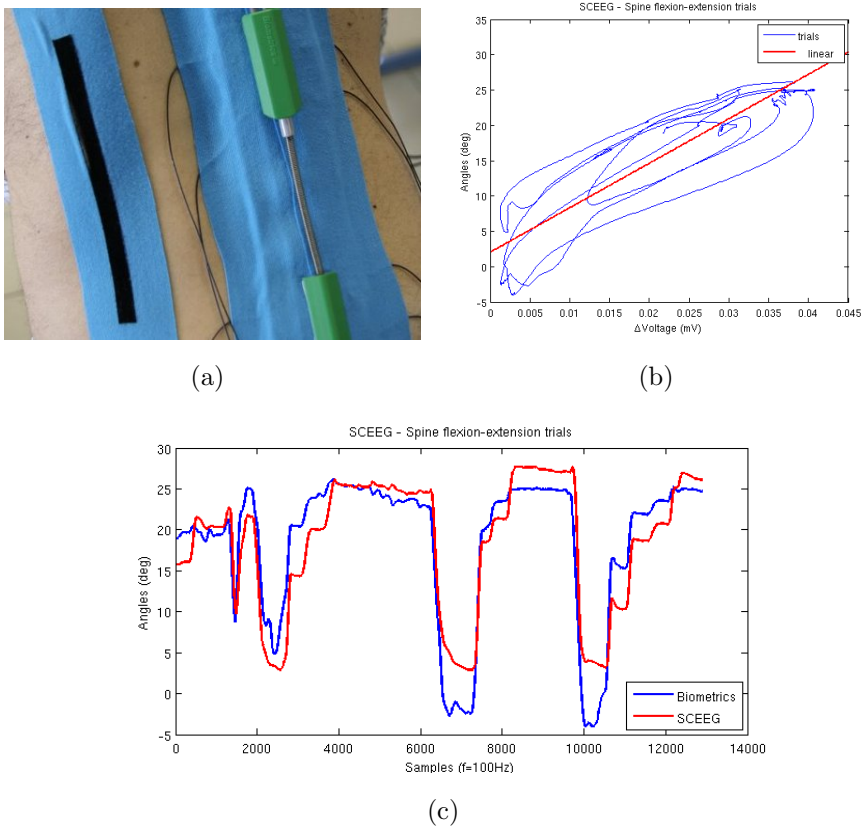 SCEEG - Spine flexion-extension trials
35
30
25
20
15
10
5
0
-5
Angles (deg)
trials
linear
0 0.005 0.01 0.015 0.02 0.025 0.03 0.035 0.04 0.045
ΔVoltage (mV)
(a)
(b)
SCEEG - Spine flexion-extension trials
30
25
20
15
10
5
0
-5
Angles (deg)
Biometrics
SCEEG
0 2000 4000 6000 8000 10000 12000 14000
Samples (f=100Hz)
(c)